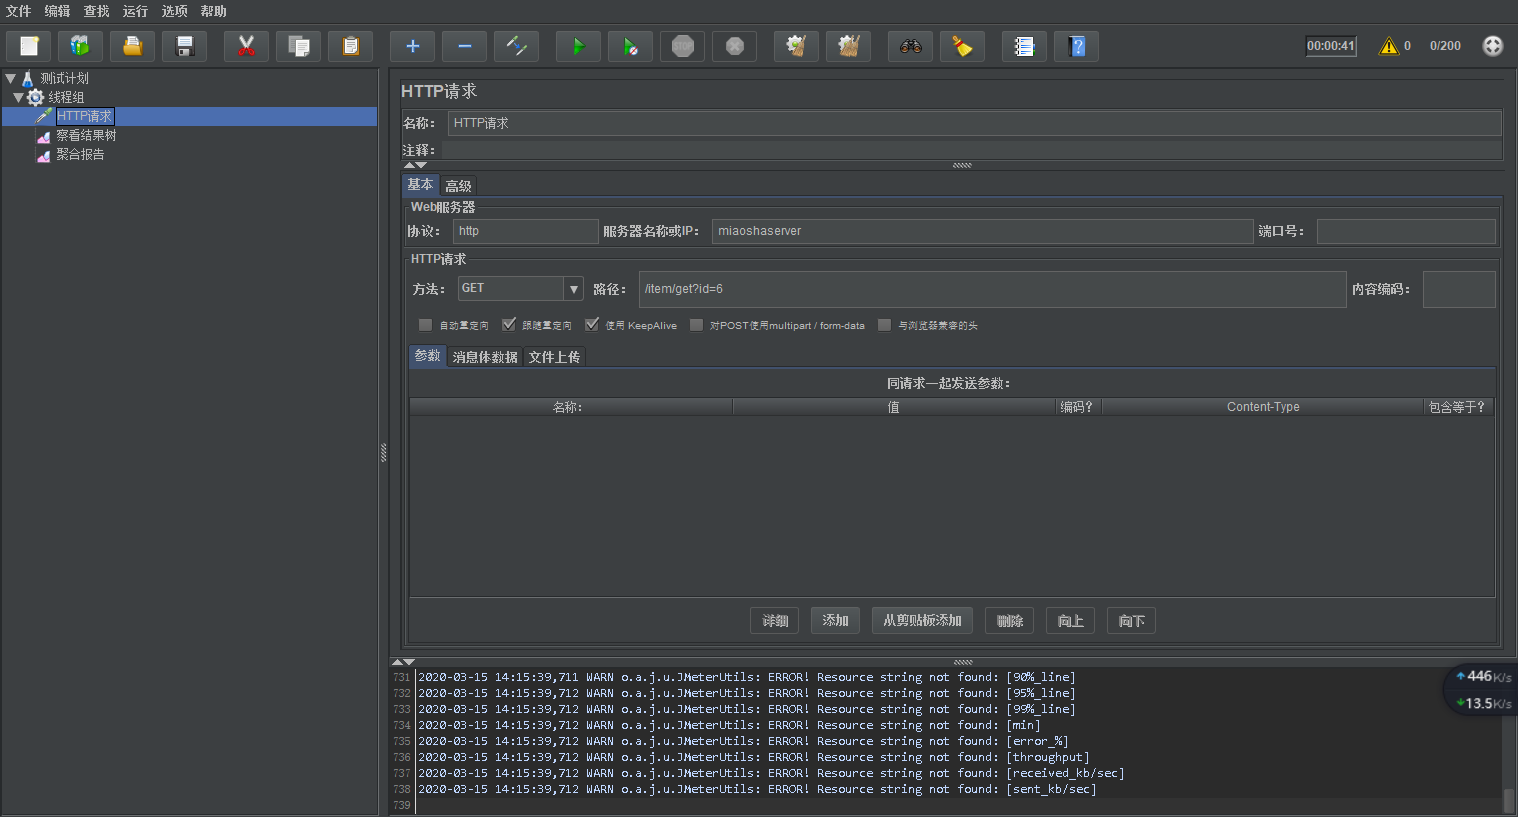 文件 编辑 查找 运行 选项 帮助
STOP
00:00:41
0
0/200
测试计划
线程组
HTTP请求
察看结果树
聚合报告
HTTP请求
名称： HTTP请求
注释：
基本 高级
Web服务器
协议： http 服务器名称或IP： miaoshaserver 端口号：
HTTP请求
方法： GET 路径： /item/get?id=6 内容编码：
自动重定向 跟随重定向 使用 KeepAlive 对POST使用multipart / form-data 与浏览器兼容的头
参数 消息体数据 文件上传
同请求一起发送参数：
名称： 值 编码？ Content-Type 包含等于？
详细 添加 从剪贴板添加 删除 向上 向下
731 2020-03-15 14:15:39,711 WARN o.a.j.u.JMeterUtils: ERROR! Resource string not found: [90%_line]
732 2020-03-15 14:15:39,712 WARN o.a.j.u.JMeterUtils: ERROR! Resource string not found: [95%_line]
733 2020-03-15 14:15:39,712 WARN o.a.j.u.JMeterUtils: ERROR! Resource string not found: [99%_line]
734 2020-03-15 14:15:39,712 WARN o.a.j.u.JMeterUtils: ERROR! Resource string not found: [min]
735 2020-03-15 14:15:39,712 WARN o.a.j.u.JMeterUtils: ERROR! Resource string not found: [error_%]
736 2020-03-15 14:15:39,712 WARN o.a.j.u.JMeterUtils: ERROR! Resource string not found: [throughput]
737 2020-03-15 14:15:39,712 WARN o.a.j.u.JMeterUtils: ERROR! Resource string not found: [received_kb/sec]
738 2020-03-15 14:15:39,712 WARN o.a.j.u.JMeterUtils: ERROR! Resource string not found: [sent_kb/sec]
739
446K/s
13.5K/s